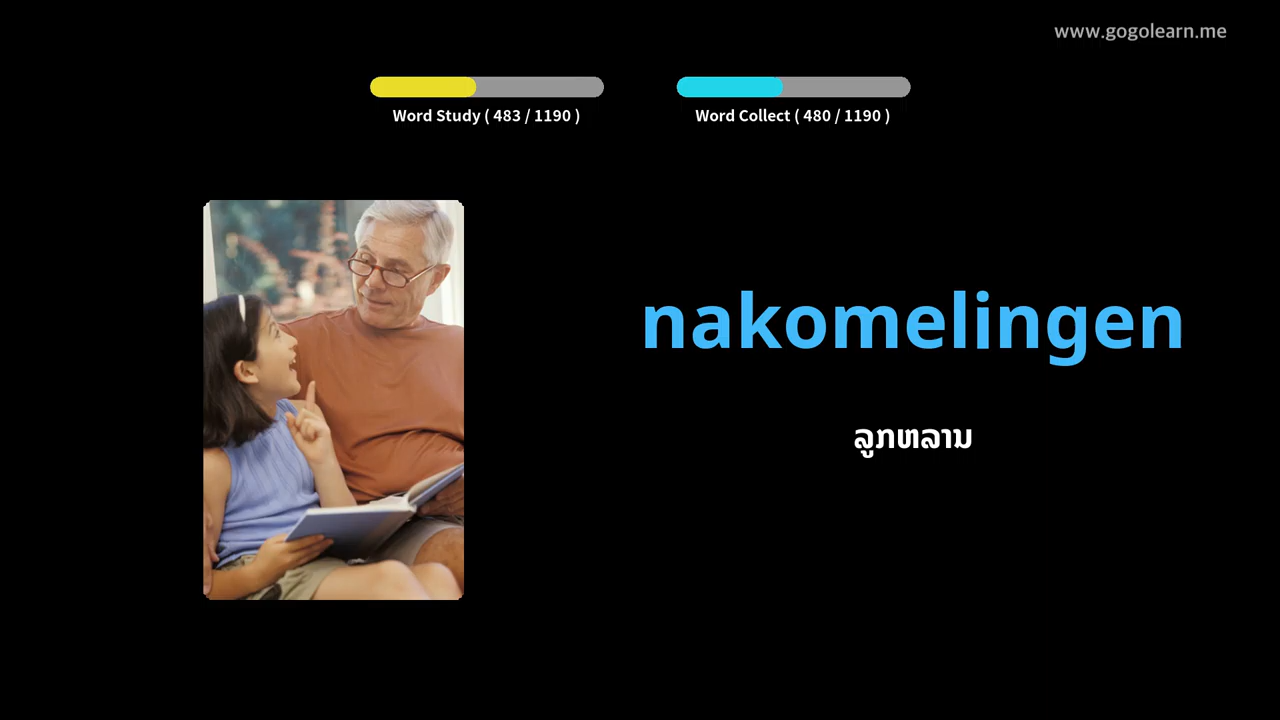 www.gogolearn.me
Word Study ( 483 / 1190 )
Word Collect ( 480 / 1190 )
nakomelingen
ລູກຫລານ